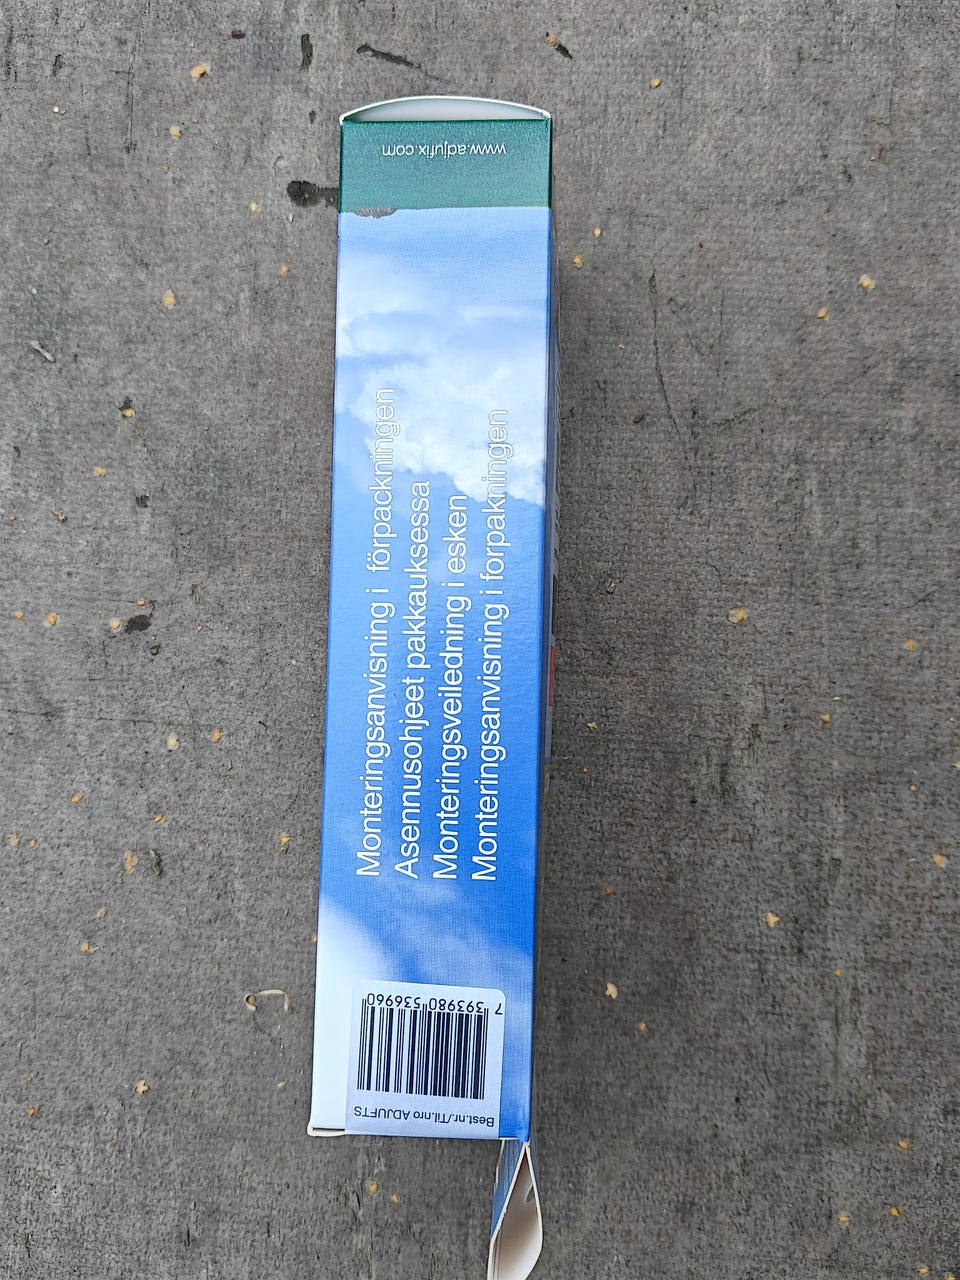 www.adjufix.com
Monteringsanvisning i förpackningen
Asennusohjeet pakkauksessa
Monteringsveiledning i esken
Monteringsanvisning i forpakningen
7 393980 536960
Best.nr./Til.nro ADJUFTS